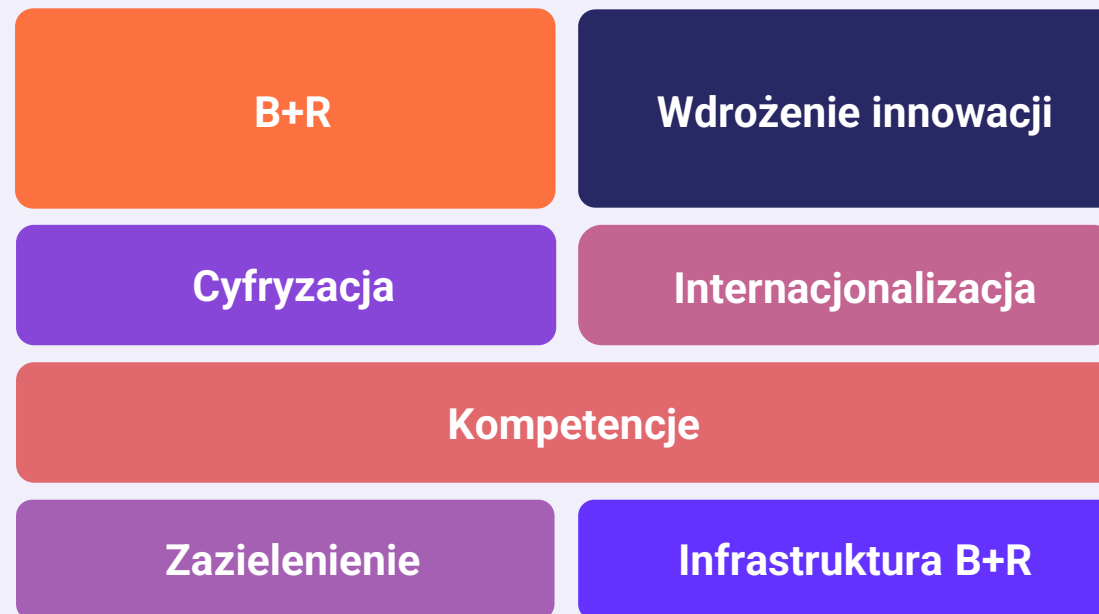 B+R
Wdrożenie innowacji
Cyfryzacja
Internacjonalizacja
Kompetencje
Zazielenienie
Infrastruktura B+R